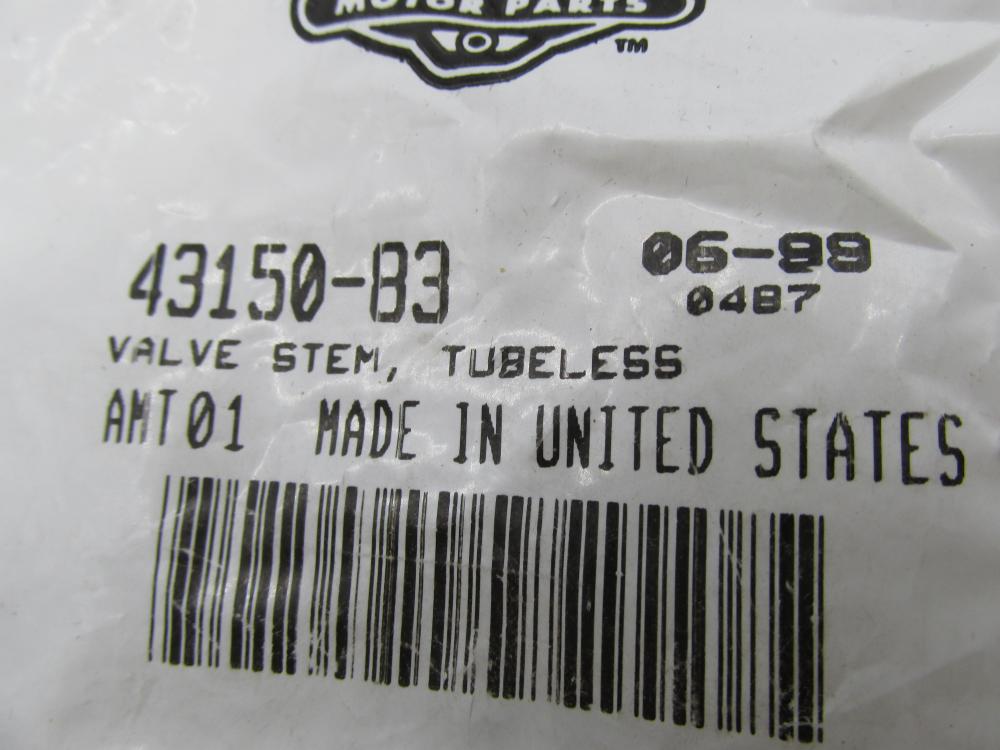 MOTOR PARTS
TM
43150-83
06-99
0487
VALVE STEM, TUBELESS
AMT01 MADE IN UNITED STATES